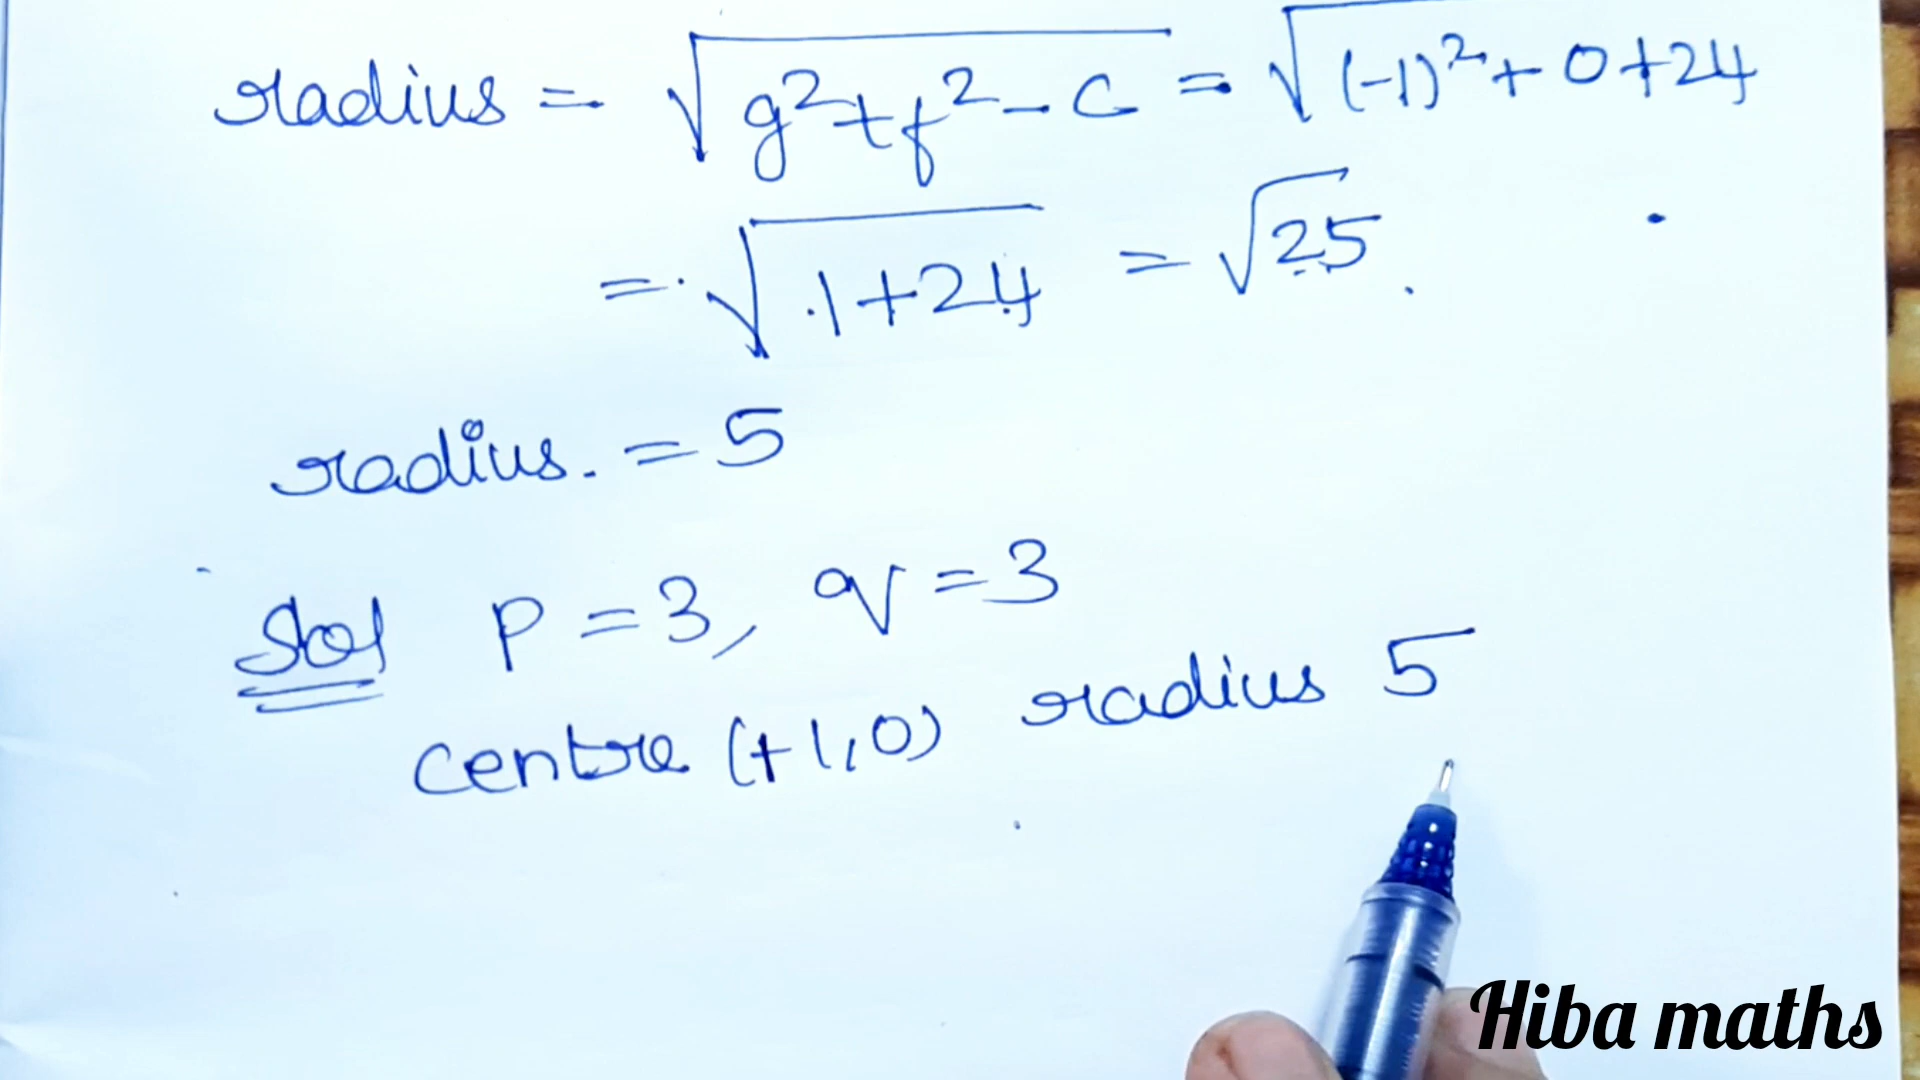 radius = √(g²+f²-c) = √((-1)²+0+24)
= √(1+24) = √25
radius = 5
Sol p=3, q=3
centre (+1,0) radius 5
Hiba maths